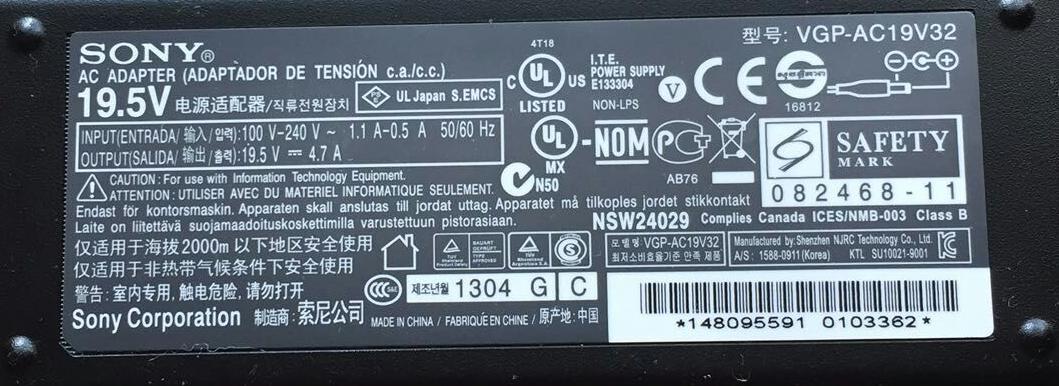 SONY®
型号: VGP-AC19V32
AC ADAPTER (ADAPTADOR DE TENSIÓN c.a./c.c.)
19.5V 电源适配器/직류전원장치
UL Japan S.EMCS
4T18
C UL US
LISTED
I.T.E.
POWER SUPPLY
E133304
NON-LPS
V
CE
16812
INPUT(ENTRADA/ 输入 /입력): 100 V-240 V ~ 1.1 A-0.5 A 50/60 Hz
OUTPUT(SALIDA/ 输出 /출력): 19.5 V ⎓ 4.7 A
UL
MX
-NOM
N50
AB76
SAFETY
MARK
082468-11
CAUTION: For use with Information Technology Equipment.
ATTENTION: UTILISER AVEC DU MATERIEL INFORMATIQUE SEULEMENT.
Endast för kontorsmaskin. Apparaten skall anslutas till jordat uttag. Apparatet må tilkoples jordet stikkontakt
Laite on liitettävä suojamaadoituskoskettimilla varustettuun pistorasiaan.
NSW24029 Complies Canada ICES/NMB-003 Class B
仅适用于海拔2000m 以下地区安全使用
仅适用于非热带气候条件下安全使用
警告: 室内专用, 触电危险, 请勿打开
모델명/VGP-AC19V32
최저소비효율기준 만족 제품
Manufactured by: Shenzhen NJRC Technology Co., Ltd.
A/S : 1588-0911(Korea) KTL SU10021-9001
제조년월 1304 G C
Sony Corporation 制造商: 索尼公司 MADE IN CHINA / FABRIQUÉ EN CHINE / 原产地: 中国
*148095591 0103362*